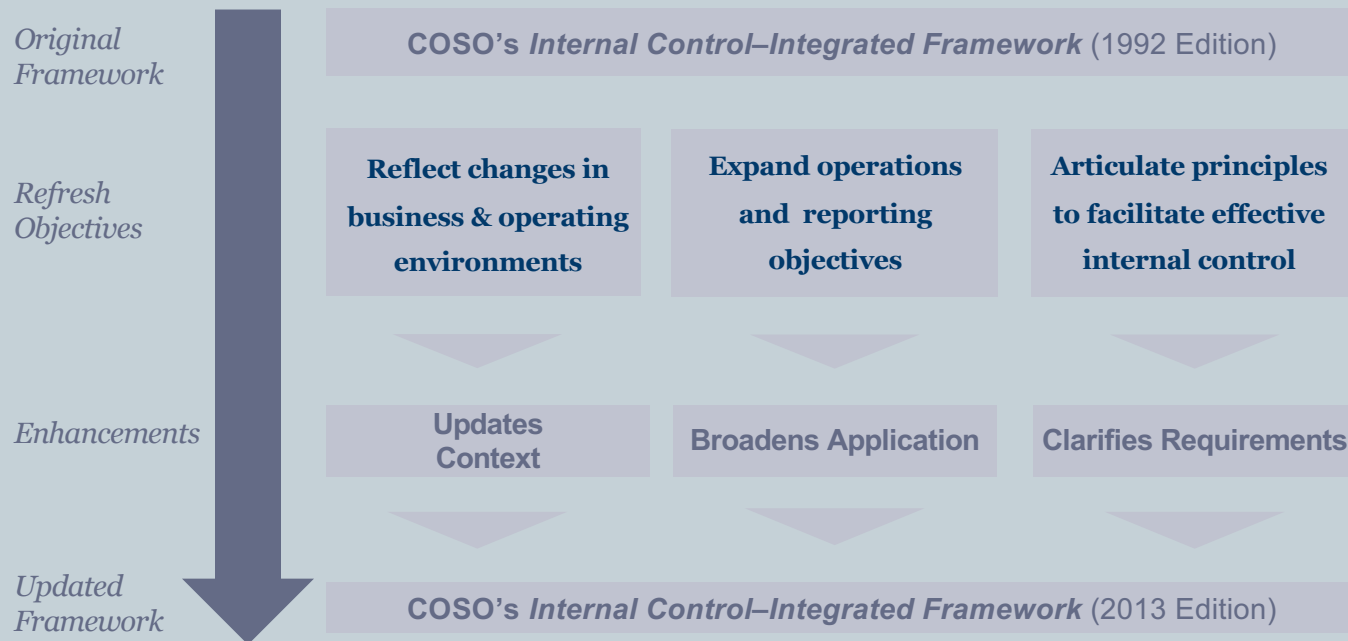 Original
Framework
COSO's Internal Control–Integrated Framework (1992 Edition)
Refresh
Objectives
Reflect changes in
business & operating
environments
Expand operations
and reporting
objectives
Articulate principles
to facilitate effective
internal control
Enhancements
Updates
Context
Broadens Application
Clarifies Requirements
Updated
Framework
COSO's Internal Control–Integrated Framework (2013 Edition)